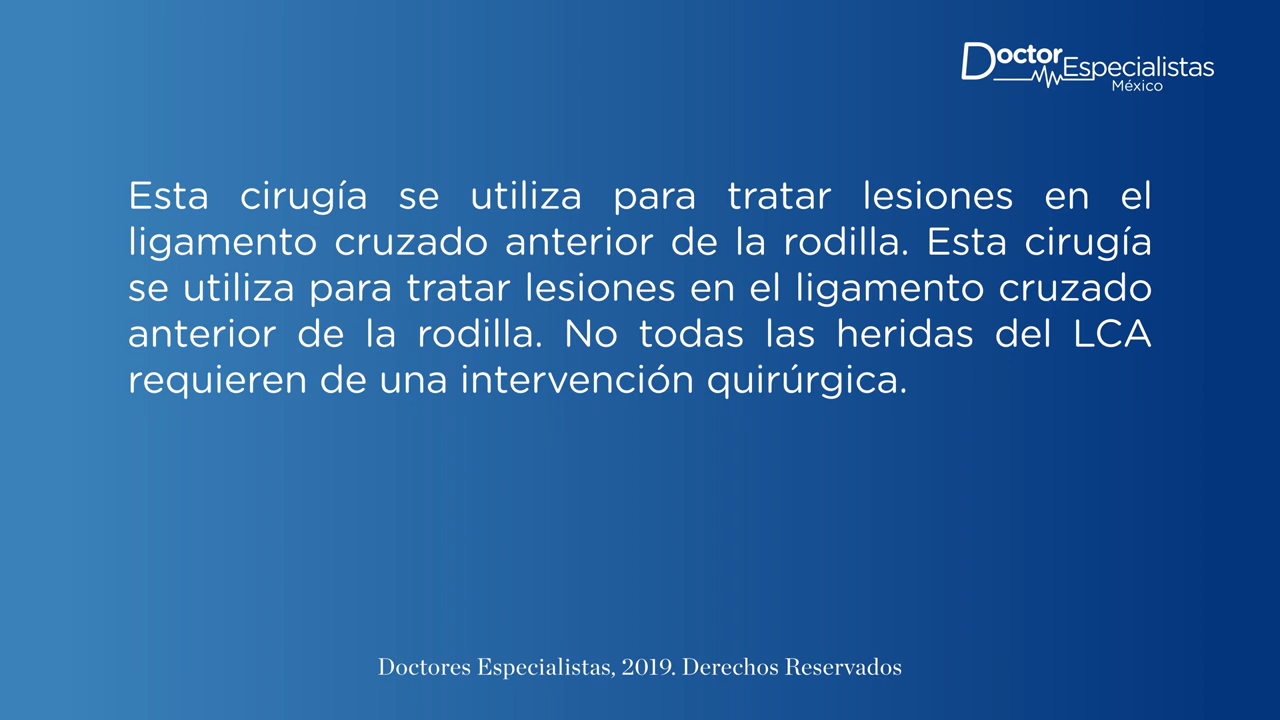 Doctor
Especialistas
México
Esta cirugía se utiliza para tratar lesiones en el
ligamento cruzado anterior de la rodilla. Esta cirugía
se utiliza para tratar lesiones en el ligamento cruzado
anterior de la rodilla. No todas las heridas del LCA
requieren de una intervención quirúrgica.
Doctores Especialistas, 2019. Derechos Reservados